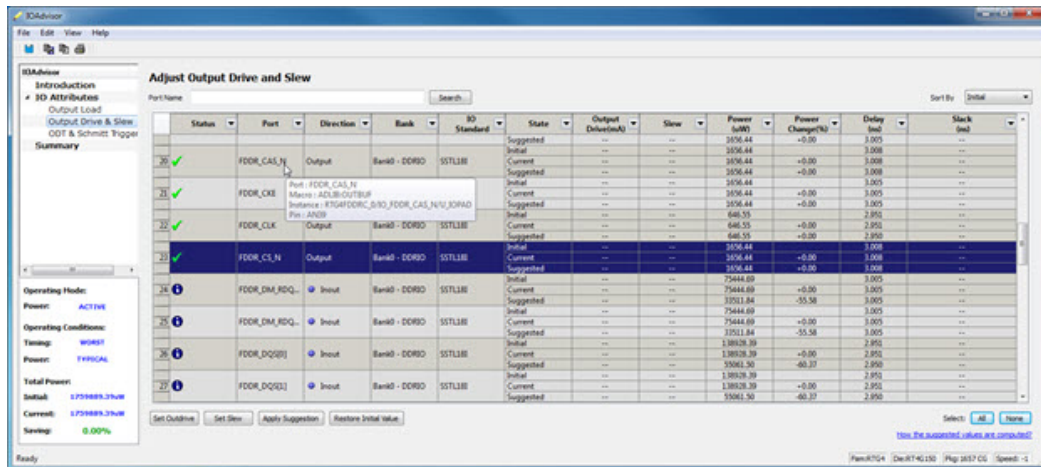 IOAdvisor
File Edit View Help
IOAdvisor
Introduction
IO Attributes
Output Load
Output Drive & Slew
ODT & Schmitt Trigger
Summary
Operating Mode:
Power: ACTIVE
Operating Conditions:
Timing: WORST
Power: TYPICAL
Total Power:
Initial: 1759889.39uW
Current: 1759889.39uW
Saving: 0.00%
Adjust Output Drive and Slew
Port Name Search Sort By Initial
Status Port Direction Bank IO Standard State Output Drive(mA) Slew Power (uW) Power Change(%) Delay (ns) Slack (ns)
Suggested -- -- 1656.44 +0.00 3.005 --
Initial -- -- 1656.44 3.008 --
20 FDDR_CAS_N Output Bank0 - DDRIO SSTL18I Current -- -- 1656.44 +0.00 3.008 --
Suggested -- -- 1656.44 +0.00 3.008 --
Initial -- -- 1656.44 3.005 --
21 FDDR_CKE SSTL18I Current -- -- 1656.44 +0.00 3.005 --
Suggested -- -- 1656.44 +0.00 3.005 --
Port : FDDR_CAS_N
Macro : ADLIB:OUTBUF
Instance : RTG4FDDRC_0/IO_FDDR_CAS_N/U_IOPAD
Pin : AN39
Initial -- -- 646.55 2.951 --
22 FDDR_CLK Output Bank0 - DDRIO SSTL18I Current -- -- 646.55 +0.00 2.951 --
Suggested -- -- 646.55 +0.00 2.950 --
Initial -- -- 1656.44 3.008 --
23 FDDR_CS_N Output Bank0 - DDRIO SSTL18I Current -- -- 1656.44 +0.00 3.008 --
Suggested -- -- 1656.44 +0.00 3.008 --
Initial -- -- 75444.69 3.005 --
24 FDDR_DM_RDQ... Inout Bank0 - DDRIO SSTL18I Current -- -- 75444.69 +0.00 3.005 --
Suggested -- -- 33511.84 -55.58 3.005 --
Initial -- -- 75444.69 3.005 --
25 FDDR_DM_RDQ... Inout Bank0 - DDRIO SSTL18I Current -- -- 75444.69 +0.00 3.005 --
Suggested -- -- 33511.84 -55.58 3.005 --
Initial -- -- 138928.39 2.951 --
26 FDDR_DQS[0] Inout Bank0 - DDRIO SSTL18I Current -- -- 138928.39 +0.00 2.951 --
Suggested -- -- 55061.50 -60.37 2.950 --
Initial -- -- 138928.39 2.951 --
27 FDDR_DQS[1] Inout Bank0 - DDRIO SSTL18I Current -- -- 138928.39 +0.00 2.951 --
Suggested -- -- 55061.50 -60.37 2.950 --
Set Outdrive Set Slew Apply Suggestion Restore Initial Value Select: All None
How the suggested values are computed?
Ready Fam:RTG4 Die:RT4G150 Pkg:1657 CG Speed: -1